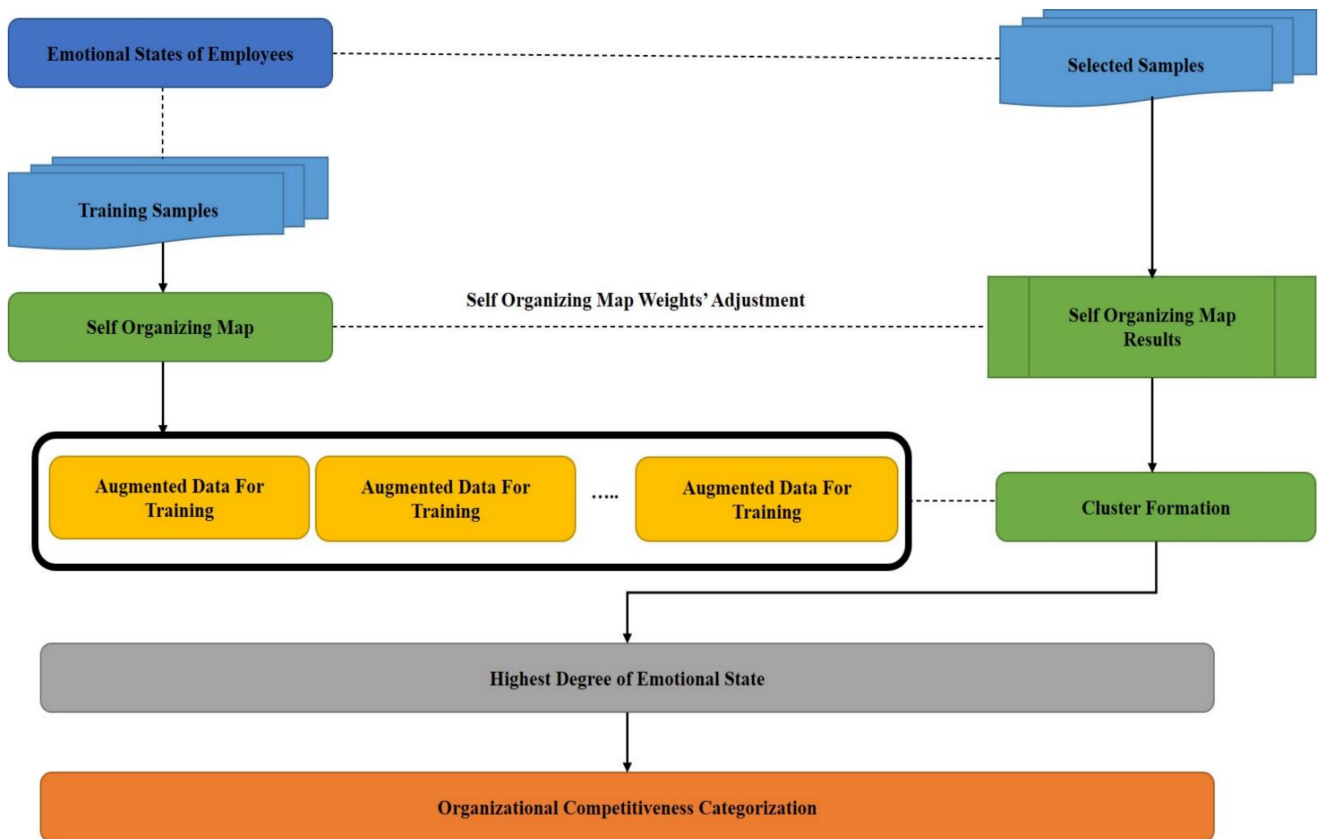 Emotional States of Employees
Selected Samples
Training Samples
Self Organizing Map Weights' Adjustment
Self Organizing Map
Self Organizing Map
Results
Augmented Data For
Training
Augmented Data For
Training
.....
Augmented Data For
Training
Cluster Formation
Highest Degree of Emotional State
Organizational Competitiveness Categorization